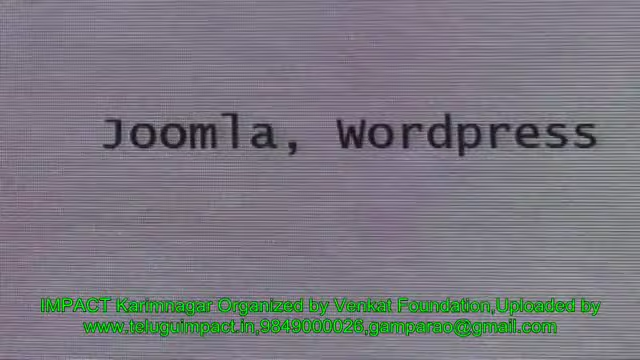 Joomla, Wordpress
IMPACT Karimnagar Organized by Venkat Foundation,Uploaded by
www.teluguimpact.in,9849000026,gamparao@gmail.com